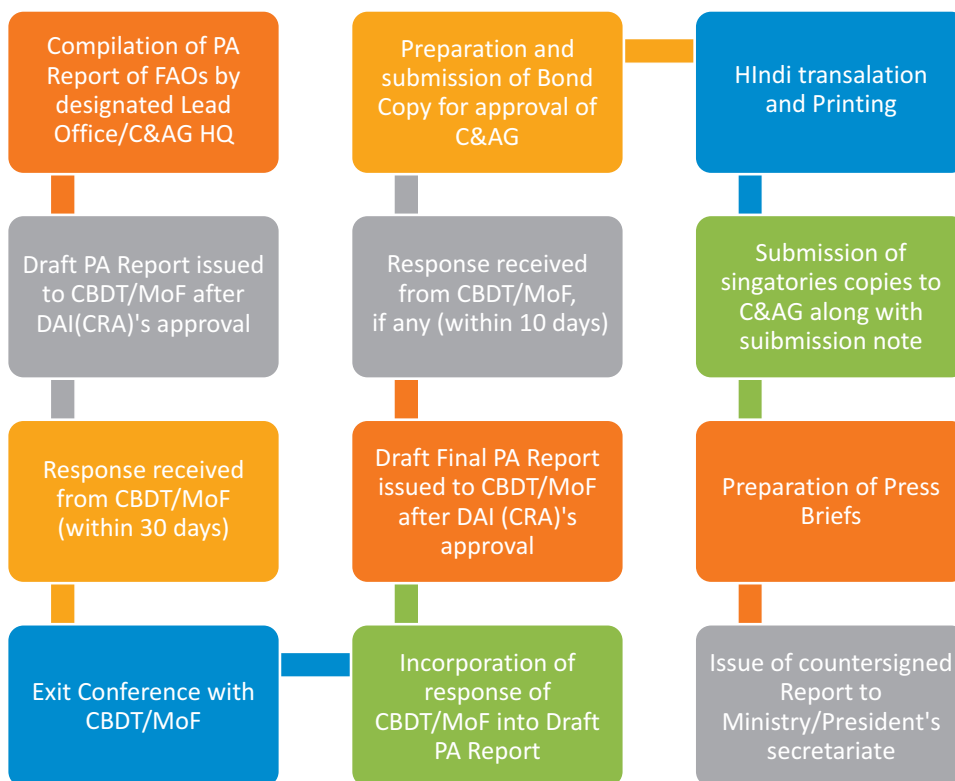 Compilation of PA
Report of FAOs by
designated Lead
Office/C&AG HQ
Draft PA Report issued
to CBDT/MoF after
DAI(CRA)'s approval
Response received
from CBDT/MoF
(within 30 days)
Exit Conference with
CBDT/MoF
Incorporation of
response of
CBDT/MoF into Draft
PA Report
Draft Final PA Report
issued to CBDT/MoF
after DAI (CRA)'s
approval
Response received
from CBDT/MoF,
if any (within 10 days)
Preparation and
submission of Bond
Copy for approval of
C&AG
HIndi transalation
and Printing
Submission of
singatories copies to
C&AG along with
suibmission note
Preparation of Press
Briefs
Issue of countersigned
Report to
Ministry/President's
secretariate